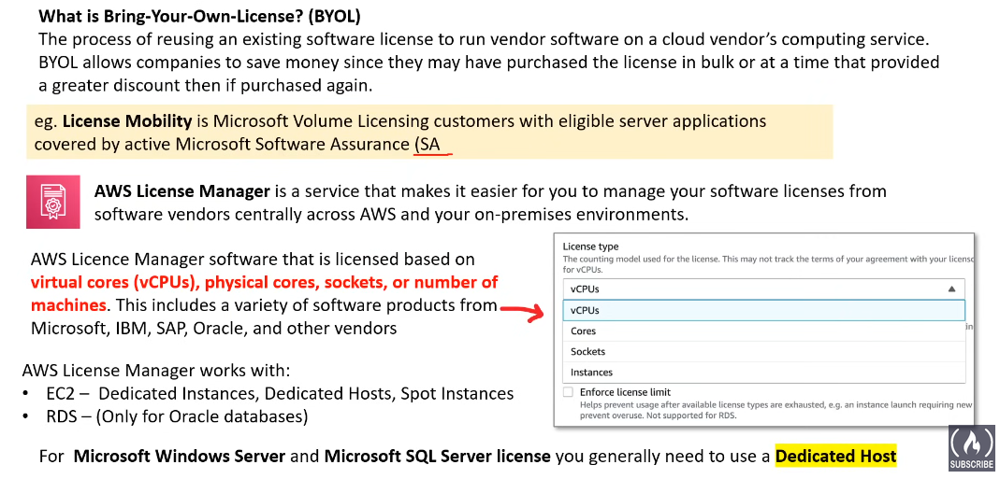 What is Bring-Your-Own-License? (BYOL)
The process of reusing an existing software license to run vendor software on a cloud vendor's computing service.
BYOL allows companies to save money since they may have purchased the license in bulk or at a time that provided
a greater discount then if purchased again.
eg. License Mobility is Microsoft Volume Licensing customers with eligible server applications
covered by active Microsoft Software Assurance (SA
AWS License Manager is a service that makes it easier for you to manage your software licenses from
software vendors centrally across AWS and your on-premises environments.
AWS Licence Manager software that is licensed based on
virtual cores (vCPUs), physical cores, sockets, or number of
machines. This includes a variety of software products from
Microsoft, IBM, SAP, Oracle, and other vendors
License type
The counting model used for the license. This may not track the terms of your agreement with your licens
for vCPUs.
vCPUs
vCPUs
Cores
in
Sockets
Instances
Enforce license limit
Helps prevent usage after available license types are exhausted, e.g. an instance launch requiring new
prevent overuse. Not supported for RDS.
AWS License Manager works with:
• EC2 – Dedicated Instances, Dedicated Hosts, Spot Instances
• RDS – (Only for Oracle databases)
For Microsoft Windows Server and Microsoft SQL Server license you generally need to use a Dedicated Host
SUBSCRIBE